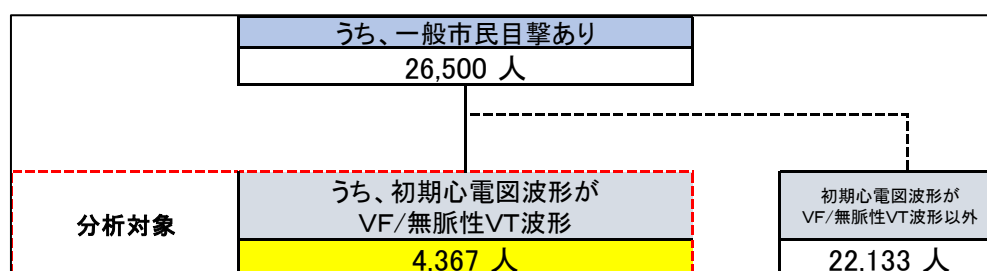 うち、一般市民目撃あり
26,500 人
分析対象
うち、初期心電図波形が
VF/無脈性VT波形
4,367 人
初期心電図波形が
VF/無脈性VT波形以外
22,133 人